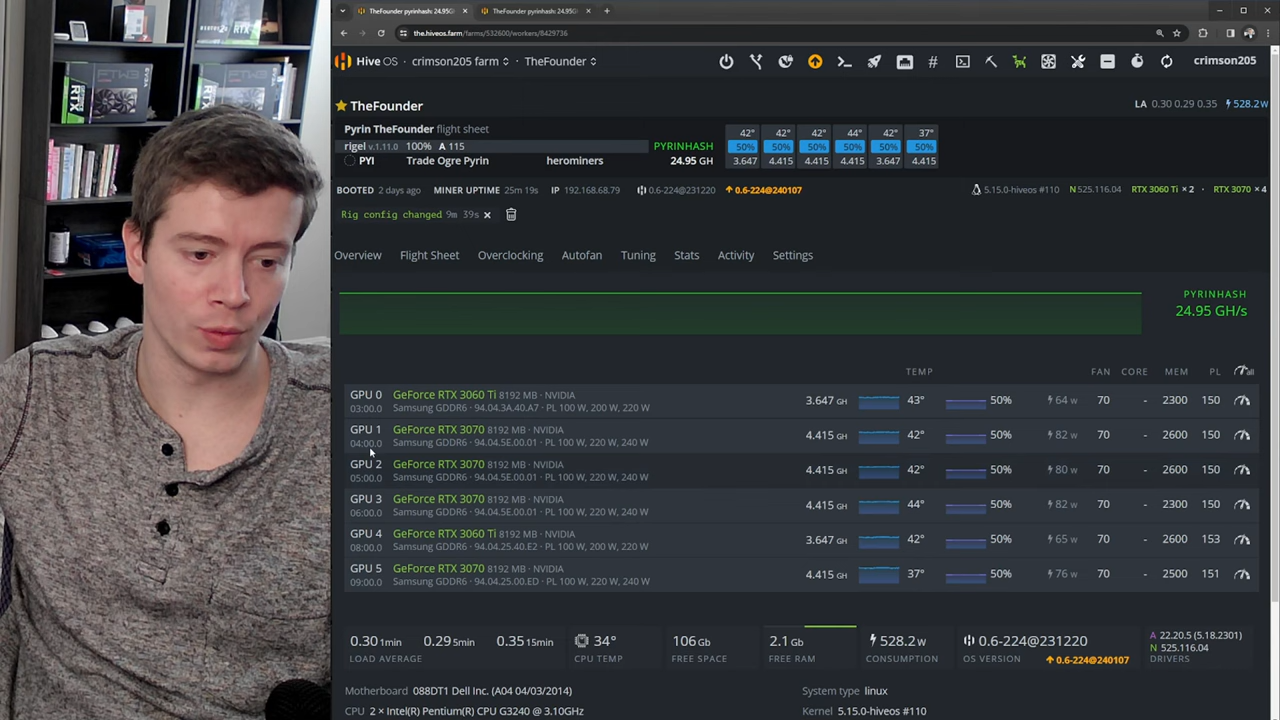 TheFounder pyrinhash: 24.95G
TheFounder pyrinhash: 24.95G
the.hiveos.farm/farms/532600/workers/8429736
Hive OS crimson205 farm TheFounder
crimson205
TheFounder
LA 0.30 0.29 0.35 528.2W
Pyrin TheFounder flight sheet
42° 42° 42° 44° 42° 37°
rigel v.1.11.0 100% A 115 PYRINHASH 50% 50% 50% 50% 50% 50%
PYI Trade Ogre Pyrin herominers 24.95 GH 3.647 4.415 4.415 4.415 3.647 4.415
BOOTED 2 days ago MINER UPTIME 25m 19s IP 192.168.68.79 0.6-224@231220 0.6-224@240107 5.15.0-hiveos #110 N 525.116.04 RTX 3060 Ti × 2 · RTX 3070 × 4
Rig config changed 9m 39s ×
Overview Flight Sheet Overclocking Autofan Tuning Stats Activity Settings
PYRINHASH
24.95 GH/s
TEMP FAN CORE MEM PL all
GPU 0 GeForce RTX 3060 Ti 8192 MB · NVIDIA 3.647 GH 43° 50% 64 W 70 - 2300 150
03:00.0 Samsung GDDR6 · 94.04.3A.40.A7 · PL 100 W, 200 W, 220 W
GPU 1 GeForce RTX 3070 8192 MB · NVIDIA 4.415 GH 42° 50% 82 W 70 - 2600 150
04:00.0 Samsung GDDR6 · 94.04.5E.00.01 · PL 100 W, 220 W, 240 W
GPU 2 GeForce RTX 3070 8192 MB · NVIDIA 4.415 GH 42° 50% 80 W 70 - 2600 150
05:00.0 Samsung GDDR6 · 94.04.5E.00.01 · PL 100 W, 220 W, 240 W
GPU 3 GeForce RTX 3070 8192 MB · NVIDIA 4.415 GH 44° 50% 82 W 70 - 2300 150
06:00.0 Samsung GDDR6 · 94.04.5E.00.01 · PL 100 W, 220 W, 240 W
GPU 4 GeForce RTX 3060 Ti 8192 MB · NVIDIA 3.647 GH 42° 50% 65 W 70 - 2600 153
08:00.0 Samsung GDDR6 · 94.04.25.40.E2 · PL 100 W, 200 W, 220 W
GPU 5 GeForce RTX 3070 8192 MB · NVIDIA 4.415 GH 37° 50% 76 W 70 - 2500 151
09:00.0 Samsung GDDR6 · 94.04.25.00.ED · PL 100 W, 220 W, 240 W
0.30 1min 0.29 5min 0.35 15min 34° 106 Gb 2.1 Gb 528.2 W 0.6-224@231220 A 22.20.5 (5.18.2301)
N 525.116.04
LOAD AVERAGE CPU TEMP FREE SPACE FREE RAM CONSUMPTION OS VERSION 0.6-224@240107 DRIVERS
Motherboard 088DT1 Dell Inc. (A04 04/03/2014) System type linux
CPU 2 × Intel(R) Pentium(R) CPU G3240 @ 3.10GHz Kernel 5.15.0-hiveos #110
RTX
FTW3
RTX
FTW3
RTX